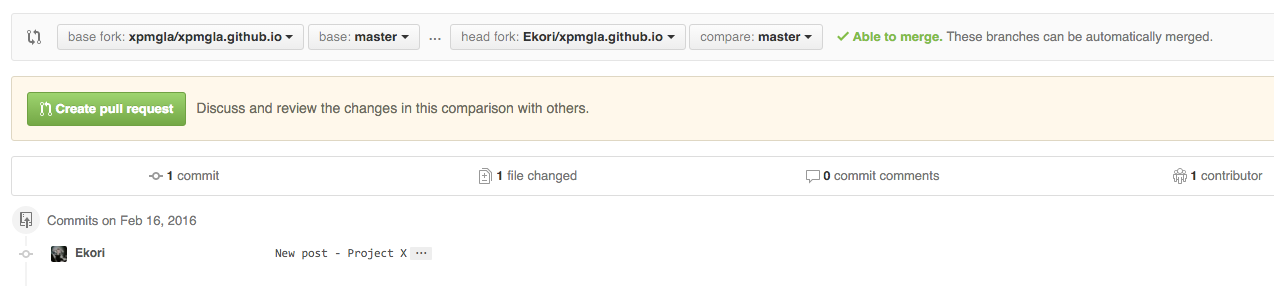 base fork: xpmgla/xpmgla.github.io base: master ... head fork: Ekori/xpmgla.github.io compare: master Able to merge. These branches can be automatically merged.
Create pull request Discuss and review the changes in this comparison with others.
1 commit 1 file changed 0 commit comments 1 contributor
Commits on Feb 16, 2016
Ekori New post - Project X ...